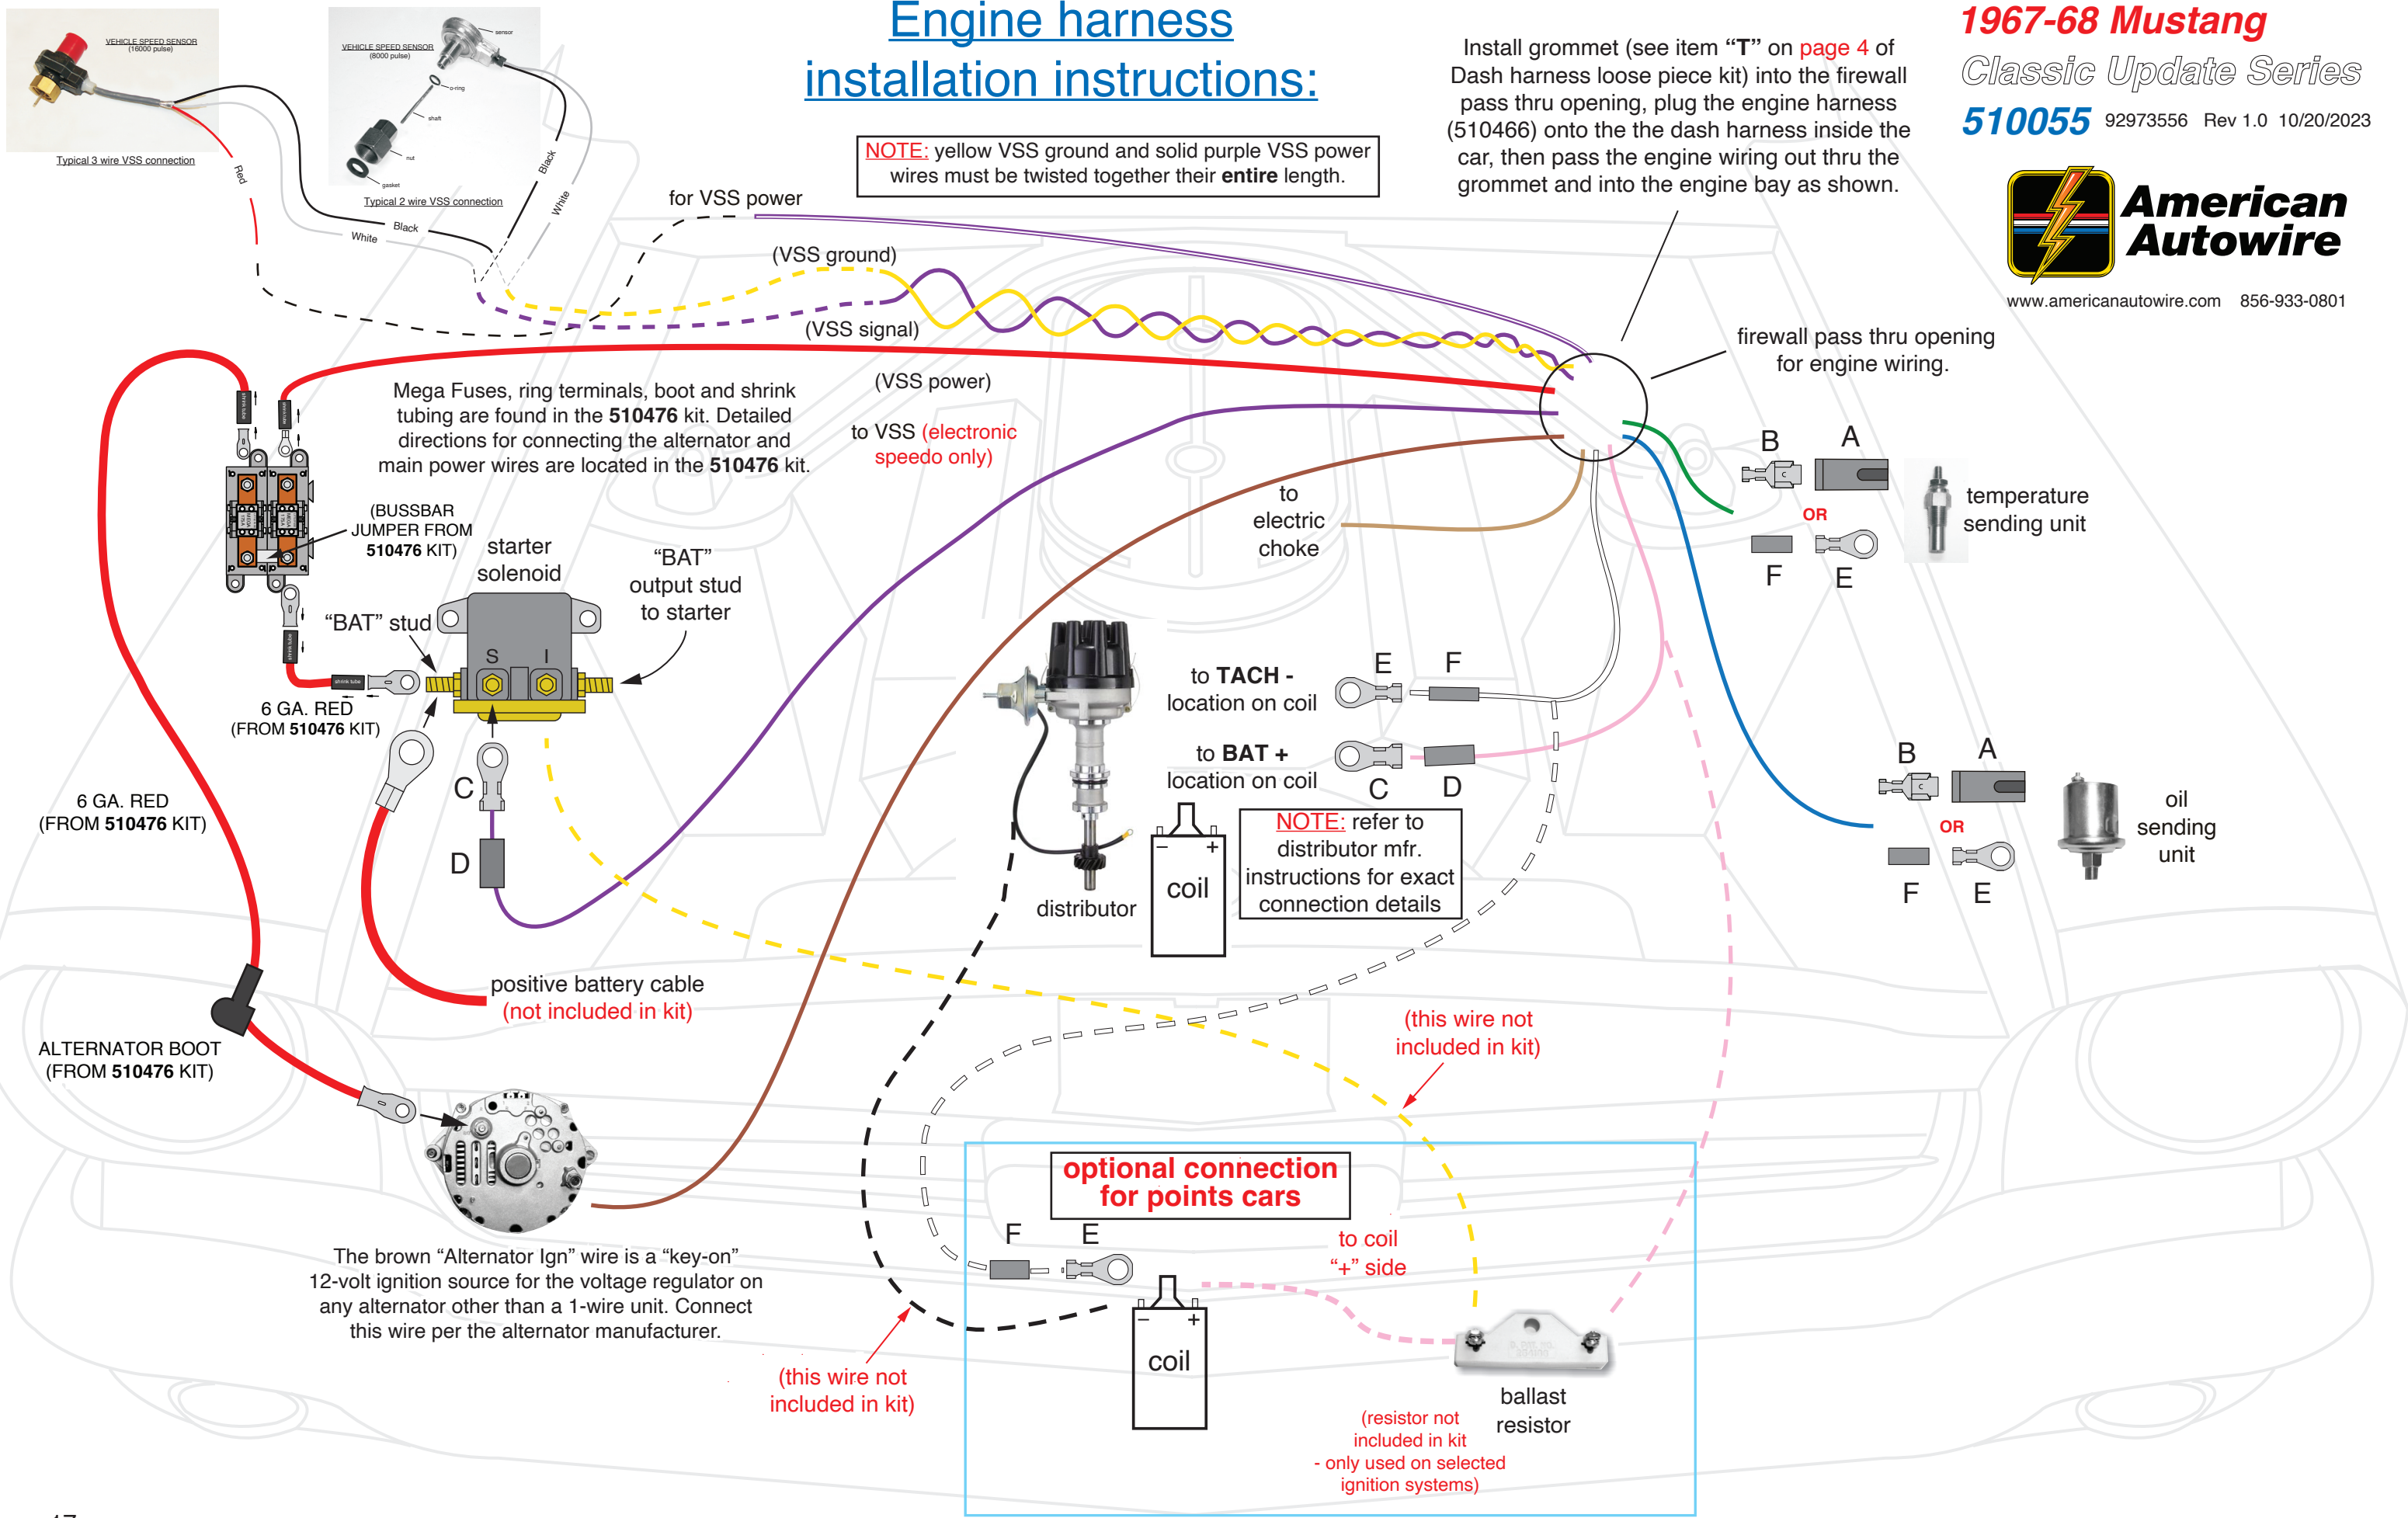 Engine harness
installation instructions:
1967-68 Mustang
Classic Update Series
510055 92973556 Rev 1.0 10/20/2023
American
Autowire
www.americanautowire.com 856-933-0801
VEHICLE SPEED SENSOR
(16000 pulse)
Typical 3 wire VSS connection
Red
VEHICLE SPEED SENSOR
(8000 pulse)
sensor
o-ring
shaft
nut
gasket
Typical 2 wire VSS connection
Black
White
Black
White
NOTE: yellow VSS ground and solid purple VSS power
wires must be twisted together their entire length.
Install grommet (see item “T” on page 4 of
Dash harness loose piece kit) into the firewall
pass thru opening, plug the engine harness
(510466) onto the the dash harness inside the
car, then pass the engine wiring out thru the
grommet and into the engine bay as shown.
for VSS power
(VSS ground)
(VSS signal)
(VSS power)
to VSS (electronic
speedo only)
firewall pass thru opening
for engine wiring.
Mega Fuses, ring terminals, boot and shrink
tubing are found in the 510476 kit. Detailed
directions for connecting the alternator and
main power wires are located in the 510476 kit.
shrink tube
shrink tube
MEGA
MEGA
(BUSSBAR
JUMPER FROM
510476 KIT)
shrink tube
shrink tube
starter
solenoid
“BAT”
output stud
to starter
“BAT” stud
S I
6 GA. RED
(FROM 510476 KIT)
C
D
6 GA. RED
(FROM 510476 KIT)
positive battery cable
(not included in kit)
ALTERNATOR BOOT
(FROM 510476 KIT)
The brown “Alternator Ign” wire is a “key-on”
12-volt ignition source for the voltage regulator on
any alternator other than a 1-wire unit. Connect
this wire per the alternator manufacturer.
to
electric
choke
B A
C
OR
F E
temperature
sending unit
to TACH -
location on coil
E F
to BAT +
location on coil
C D
distributor
− +
coil
NOTE: refer to
distributor mfr.
instructions for exact
connection details
B A
C
OR
F E
oil
sending
unit
(this wire not
included in kit)
optional connection
for points cars
F E
to coil
“+” side
− +
coil
(this wire not
included in kit)
ballast
resistor
(resistor not
included in kit
- only used on selected
ignition systems)